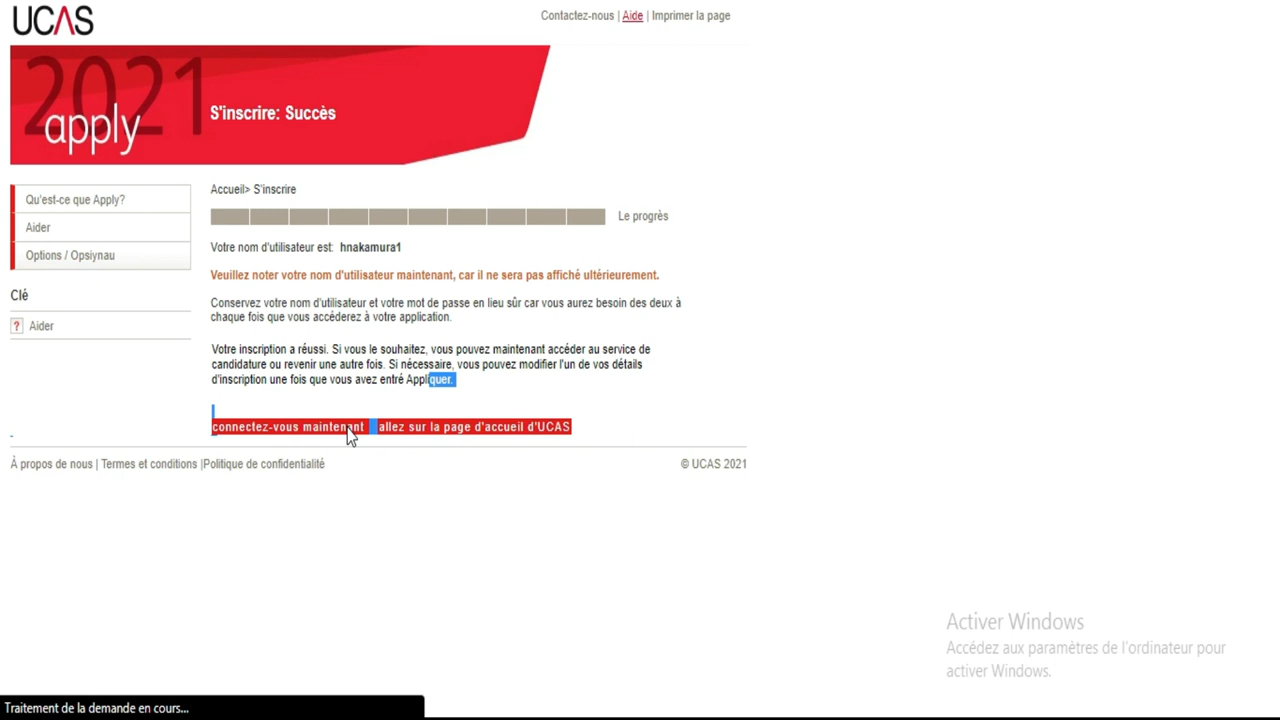 UCAS
Contactez-nous | Aide | Imprimer la page
2021
apply
S'inscrire: Succès
Qu'est-ce que Apply?
Aider
Options / Opsiynau
Clé
? Aider
Accueil> S'inscrire
Le progrès
Votre nom d'utilisateur est: hnakamura1
Veuillez noter votre nom d'utilisateur maintenant, car il ne sera pas affiché ultérieurement.
Conservez votre nom d'utilisateur et votre mot de passe en lieu sûr car vous aurez besoin des deux à
chaque fois que vous accéderez à votre application.
Votre inscription a réussi. Si vous le souhaitez, vous pouvez maintenant accéder au service de
candidature ou revenir une autre fois. Si nécessaire, vous pouvez modifier l'un de vos détails
d'inscription une fois que vous avez entré Appliquer.
connectez-vous maintenant allez sur la page d'accueil d'UCAS
À propos de nous | Termes et conditions |Politique de confidentialité
© UCAS 2021
Activer Windows
Accédez aux paramètres de l'ordinateur pour
activer Windows.
Traitement de la demande en cours...